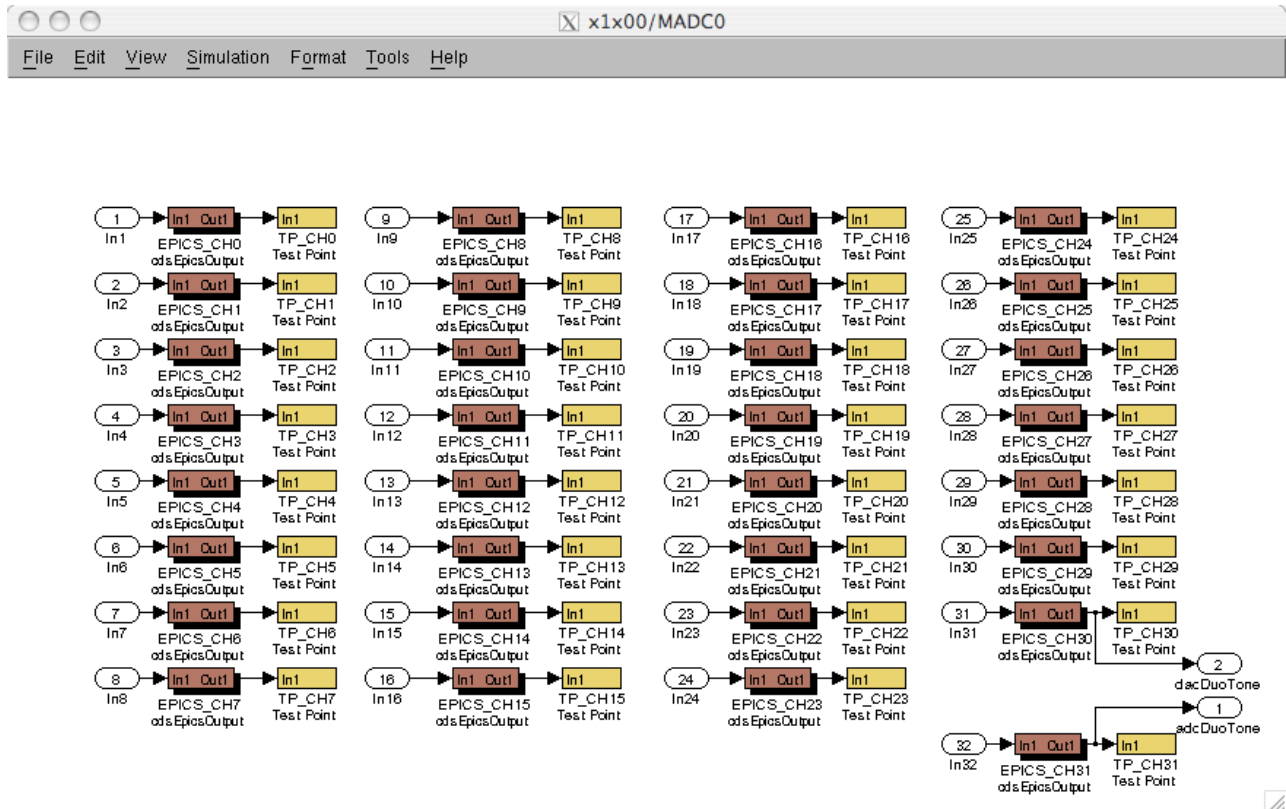 x1x00/MADC0
File Edit View Simulation Format Tools Help
1 In1 Out1 In1 9 In1 Out1 In1 17 In1 Out1 In1 25 In1 Out1 In1
In1 EPICS_CH0 TP_CH0 In9 EPICS_CH8 TP_CH8 In17 EPICS_CH16 TP_CH16 In25 EPICS_CH24 TP_CH24
cdsEpicsOutput Test Point cdsEpicsOutput Test Point cdsEpicsOutput Test Point cdsEpicsOutput Test Point
2 In1 Out1 In1 10 In1 Out1 In1 18 In1 Out1 In1 26 In1 Out1 In1
In2 EPICS_CH1 TP_CH1 In10 EPICS_CH9 TP_CH9 In18 EPICS_CH17 TP_CH17 In26 EPICS_CH25 TP_CH25
cdsEpicsOutput Test Point cdsEpicsOutput Test Point cdsEpicsOutput Test Point cdsEpicsOutput Test Point
3 In1 Out1 In1 11 In1 Out1 In1 19 In1 Out1 In1 27 In1 Out1 In1
In3 EPICS_CH2 TP_CH2 In11 EPICS_CH10 TP_CH10 In19 EPICS_CH18 TP_CH18 In27 EPICS_CH26 TP_CH26
cdsEpicsOutput Test Point cdsEpicsOutput Test Point cdsEpicsOutput Test Point cdsEpicsOutput Test Point
4 In1 Out1 In1 12 In1 Out1 In1 20 In1 Out1 In1 28 In1 Out1 In1
In4 EPICS_CH3 TP_CH3 In12 EPICS_CH11 TP_CH11 In20 EPICS_CH19 TP_CH19 In28 EPICS_CH27 TP_CH27
cdsEpicsOutput Test Point cdsEpicsOutput Test Point cdsEpicsOutput Test Point cdsEpicsOutput Test Point
5 In1 Out1 In1 13 In1 Out1 In1 21 In1 Out1 In1 29 In1 Out1 In1
In5 EPICS_CH4 TP_CH4 In13 EPICS_CH12 TP_CH12 In21 EPICS_CH20 TP_CH20 In29 EPICS_CH28 TP_CH28
cdsEpicsOutput Test Point cdsEpicsOutput Test Point cdsEpicsOutput Test Point cdsEpicsOutput Test Point
6 In1 Out1 In1 14 In1 Out1 In1 22 In1 Out1 In1 30 In1 Out1 In1
In6 EPICS_CH5 TP_CH5 In14 EPICS_CH13 TP_CH13 In22 EPICS_CH21 TP_CH21 In30 EPICS_CH29 TP_CH29
cdsEpicsOutput Test Point cdsEpicsOutput Test Point cdsEpicsOutput Test Point cdsEpicsOutput Test Point
7 In1 Out1 In1 15 In1 Out1 In1 23 In1 Out1 In1 31 In1 Out1 In1
In7 EPICS_CH6 TP_CH6 In15 EPICS_CH14 TP_CH14 In23 EPICS_CH22 TP_CH22 In31 EPICS_CH30 TP_CH30
cdsEpicsOutput Test Point cdsEpicsOutput Test Point cdsEpicsOutput Test Point cdsEpicsOutput Test Point
8 In1 Out1 In1 16 In1 Out1 In1 24 In1 Out1 In1 2
In8 EPICS_CH7 TP_CH7 In16 EPICS_CH15 TP_CH15 In24 EPICS_CH23 TP_CH23 dacDuoTone
cdsEpicsOutput Test Point cdsEpicsOutput Test Point cdsEpicsOutput Test Point 1
adcDuoTone
32 In1 Out1 In1
In32 EPICS_CH31 TP_CH31
cdsEpicsOutput Test Point